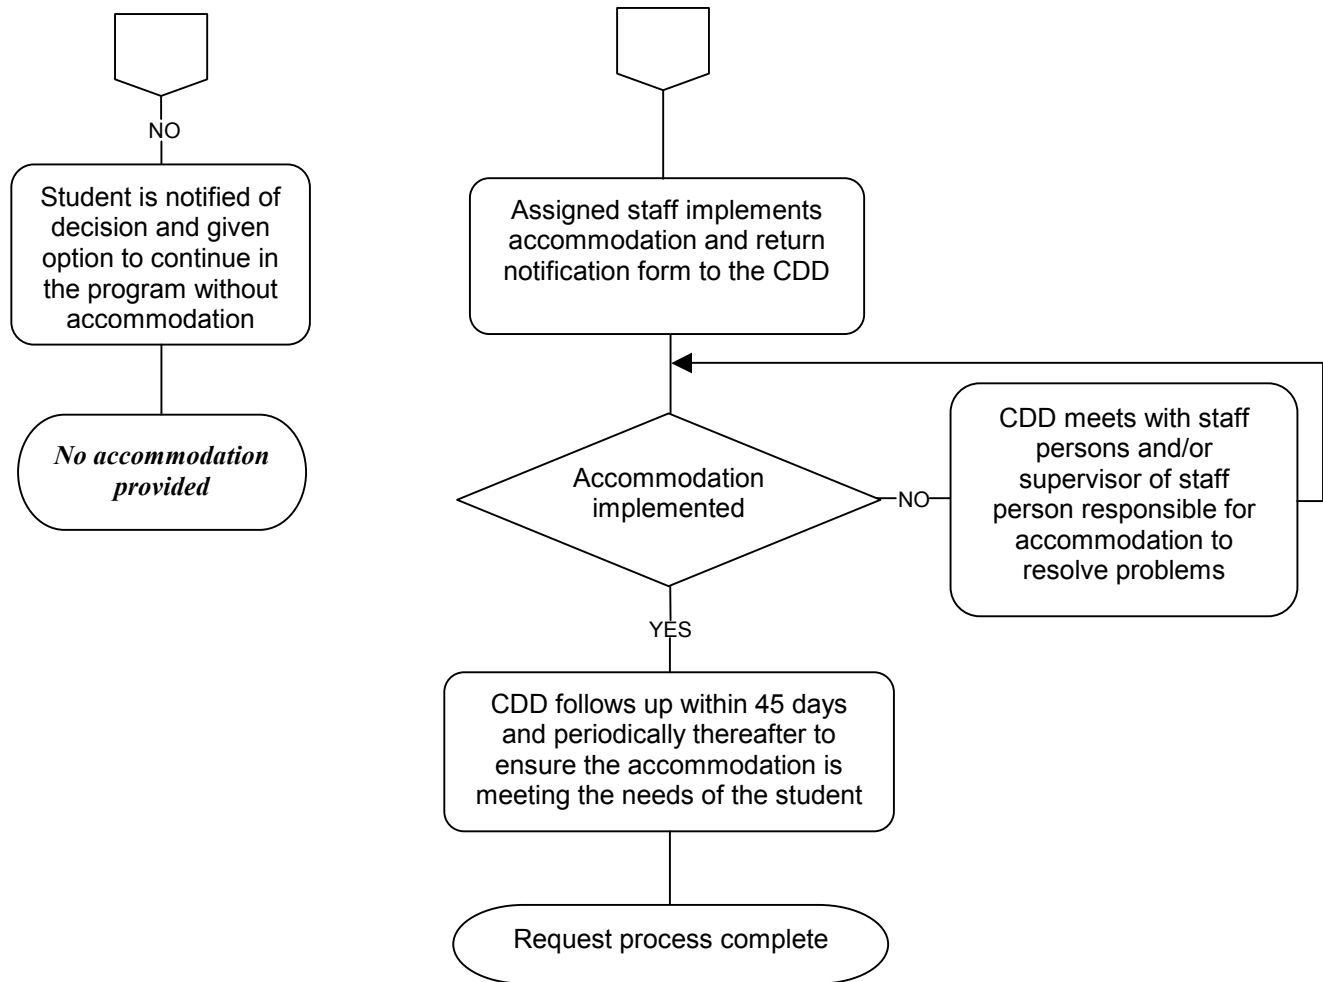 NO
Student is notified of
decision and given
option to continue in
the program without
accommodation
No accommodation
provided
Assigned staff implements
accommodation and return
notification form to the CDD
Accommodation
implemented
NO
CDD meets with staff
persons and/or
supervisor of staff
person responsible for
accommodation to
resolve problems
YES
CDD follows up within 45 days
and periodically thereafter to
ensure the accommodation is
meeting the needs of the student
Request process complete